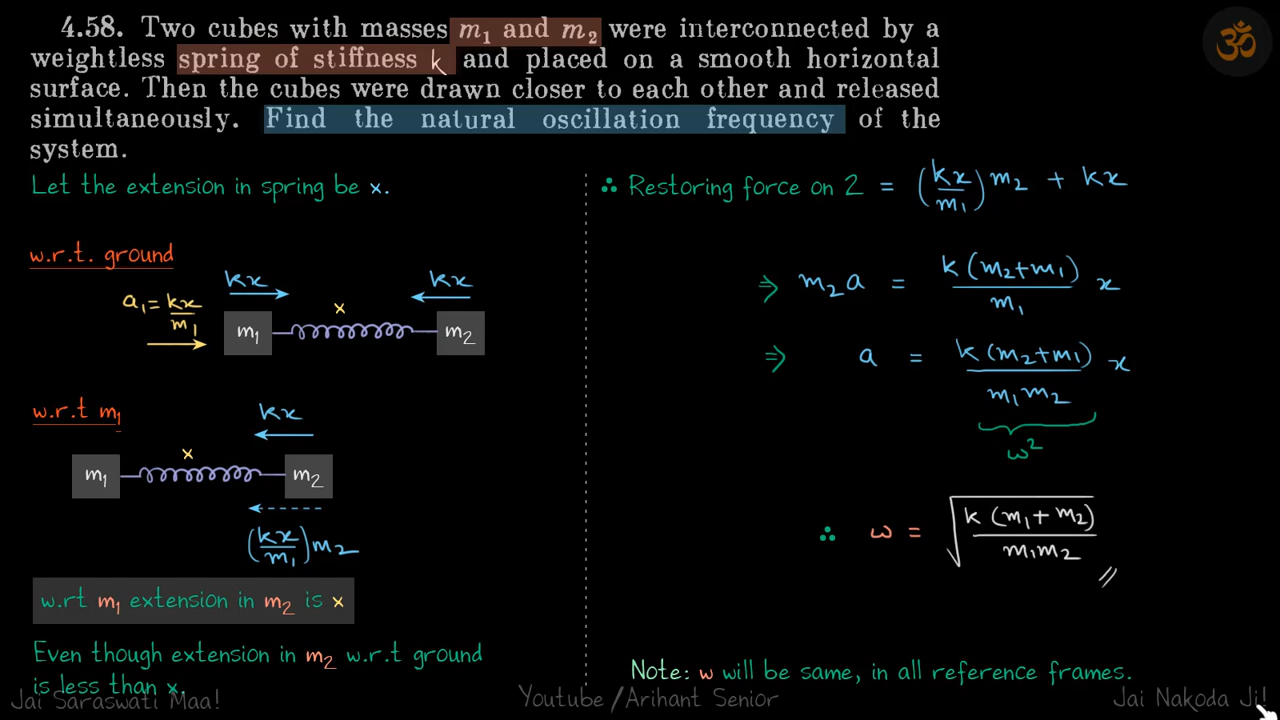 4.58. Two cubes with masses m₁ and m₂ were interconnected by a
weightless spring of stiffness k and placed on a smooth horizontal
surface. Then the cubes were drawn closer to each other and released
simultaneously. Find the natural oscillation frequency of the
system.
ॐ
Let the extension in spring be x.
w.r.t. ground
kx
kx
a₁ = kx/m₁
x
m₁
m₂
w.r.t m₁
kx
x
m₁
m₂
(kx/m₁)m₂
w.rt m₁ extension in m₂ is x
Even though extension in m₂ w.r.t ground
is less than x.
∴ Restoring force on 2 = (kx/m₁)m₂ + kx
⇒ m₂a = k(m₂+m₁)/m₁ x
⇒ a = k(m₂+m₁)/m₁m₂ x
ω²
∴ ω = √(k(m₁+m₂)/m₁m₂) //
Note: ω will be same, in all reference frames.
Jai Saraswati Maa!
Youtube /Arihant Senior
Jai Nakoda Ji!